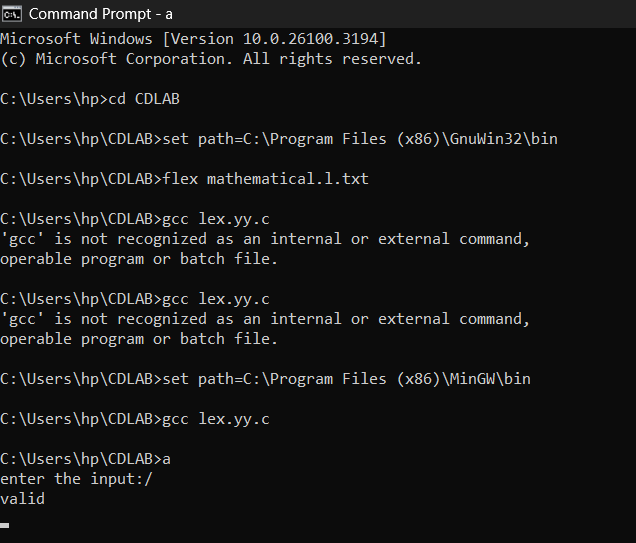 Command Prompt - a
Microsoft Windows [Version 10.0.26100.3194]
(c) Microsoft Corporation. All rights reserved.
C:\Users\hp>cd CDLAB
C:\Users\hp\CDLAB>set path=C:\Program Files (x86)\GnuWin32\bin
C:\Users\hp\CDLAB>flex mathematical.l.txt
C:\Users\hp\CDLAB>gcc lex.yy.c
'gcc' is not recognized as an internal or external command,
operable program or batch file.
C:\Users\hp\CDLAB>gcc lex.yy.c
'gcc' is not recognized as an internal or external command,
operable program or batch file.
C:\Users\hp\CDLAB>set path=C:\Program Files (x86)\MinGW\bin
C:\Users\hp\CDLAB>gcc lex.yy.c
C:\Users\hp\CDLAB>a
enter the input:/
valid